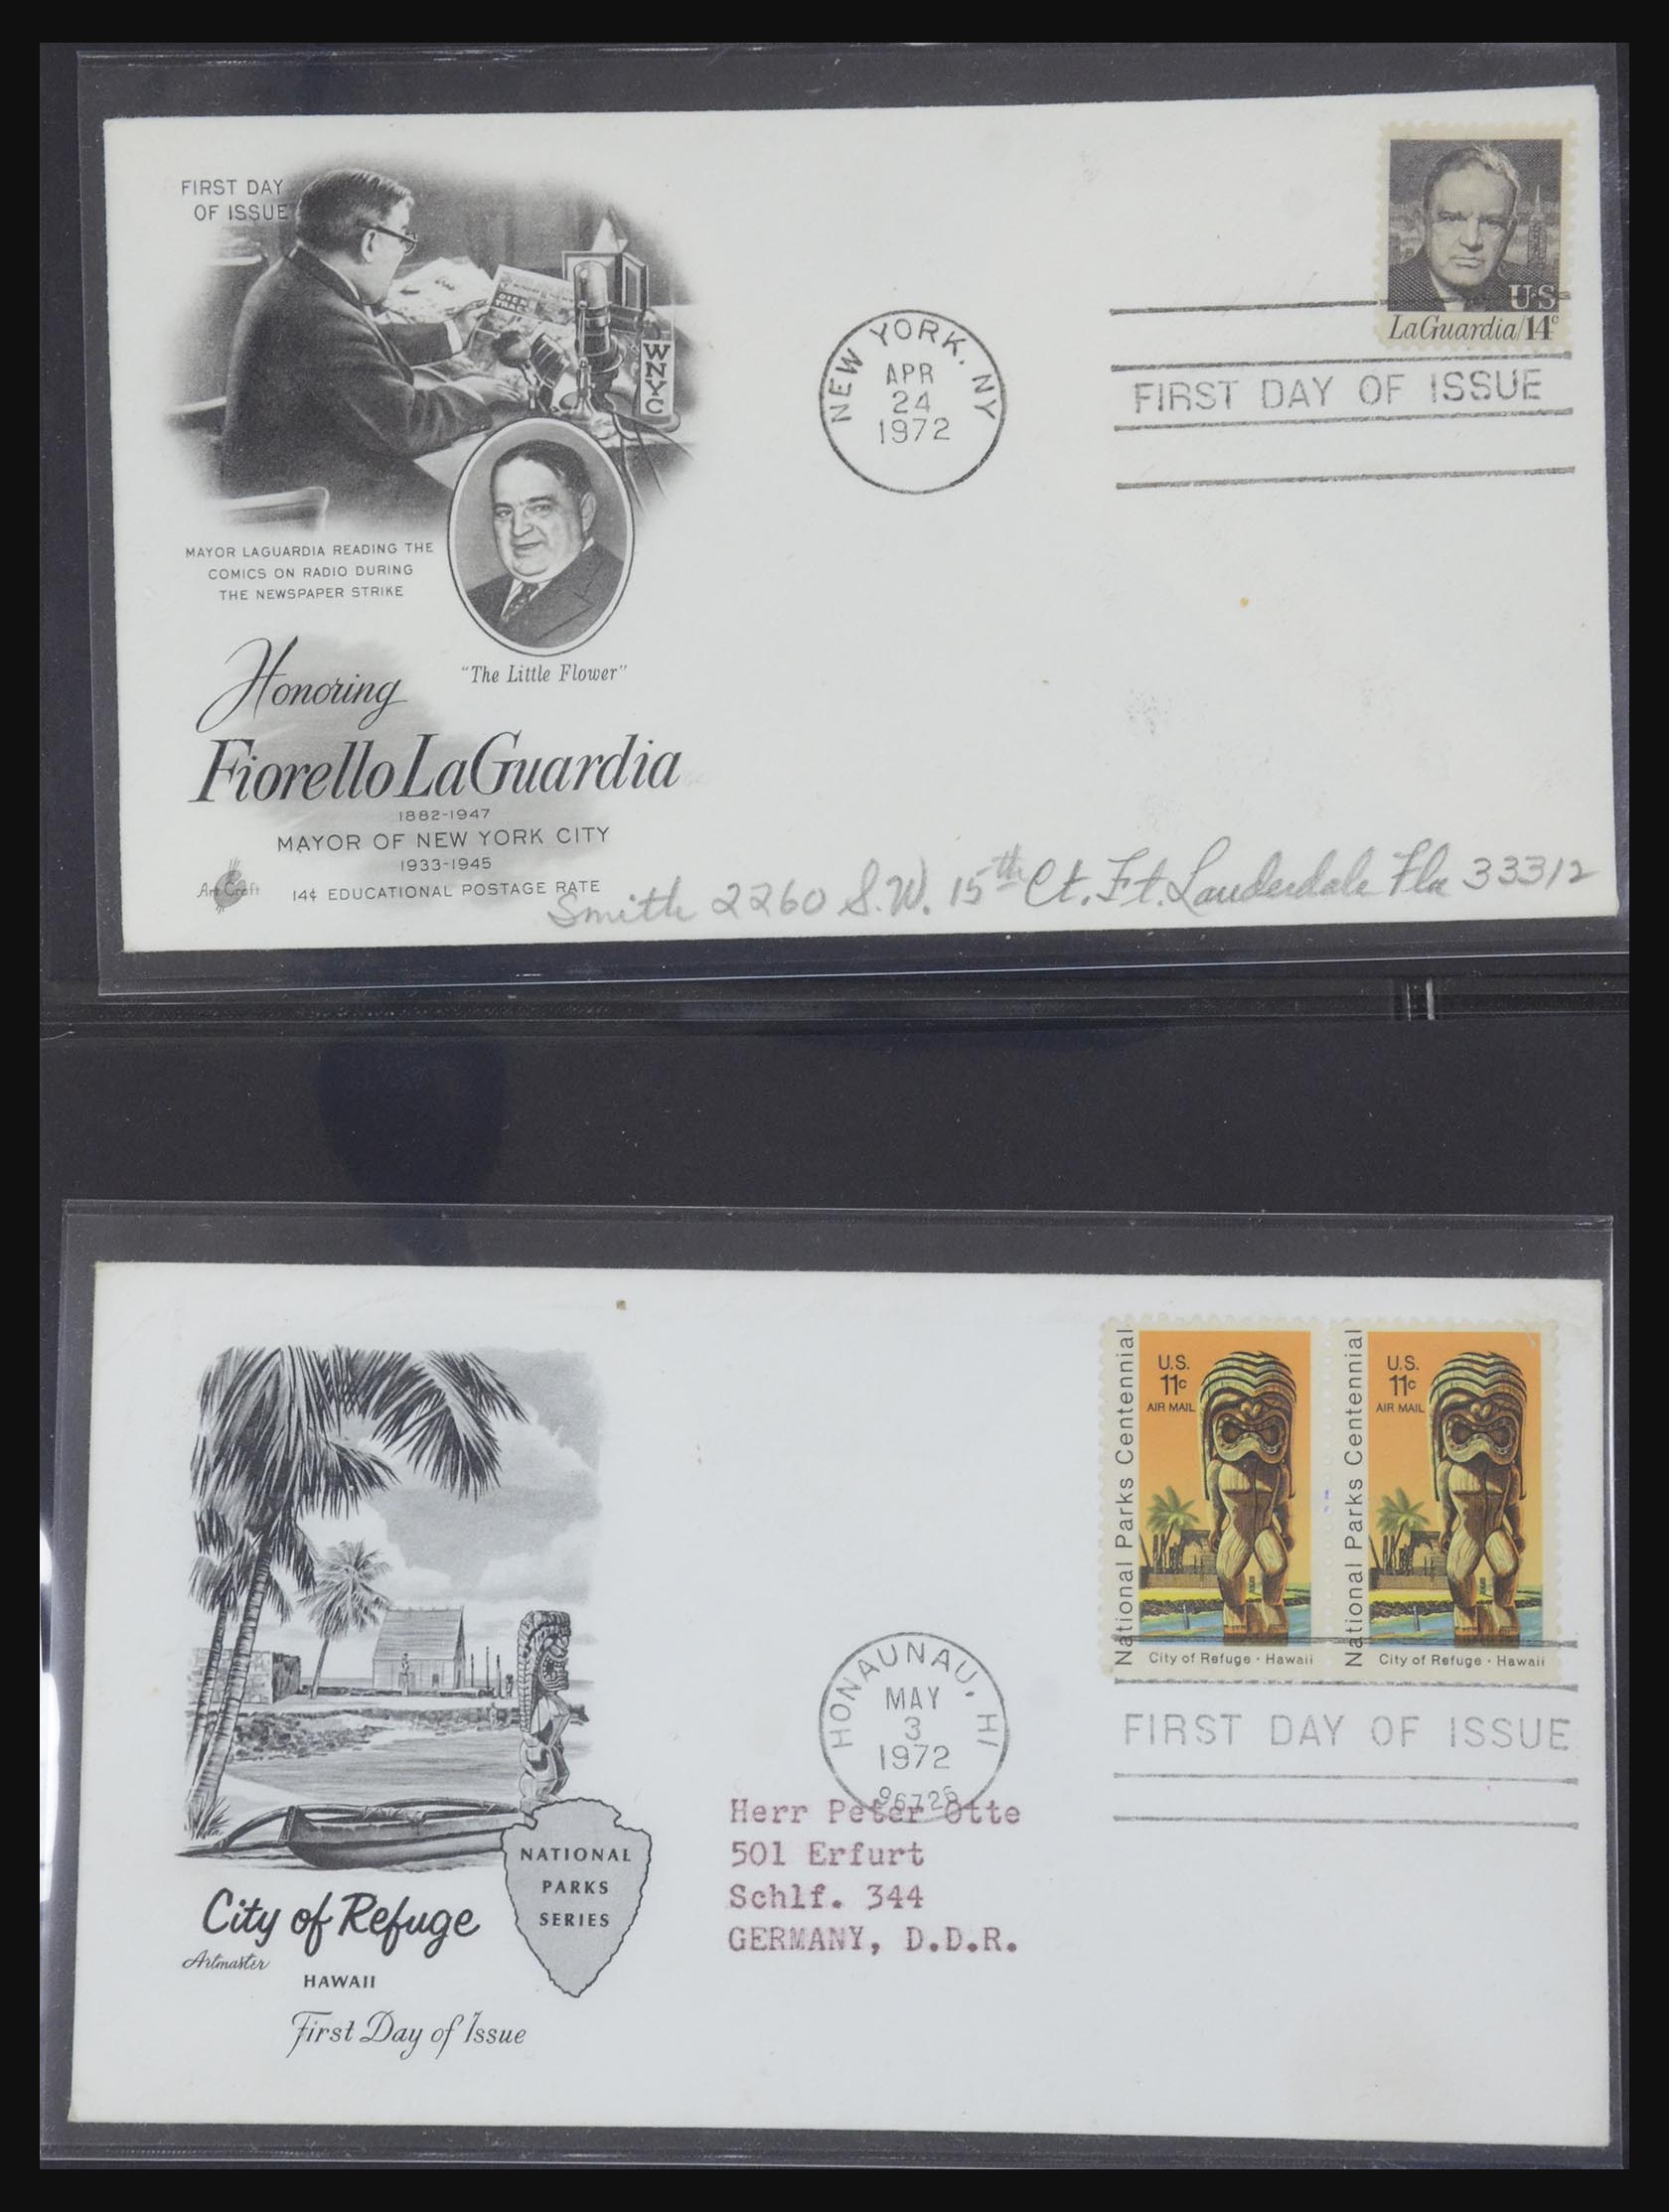 FIRST DAY
OF ISSUE
DICK
TRACY
WNYC
MAYOR LAGUARDIA READING THE
COMICS ON RADIO DURING
THE NEWSPAPER STRIKE
"The Little Flower"
Honoring
Fiorello LaGuardia
1882-1947
MAYOR OF NEW YORK CITY
1933-1945
14¢ EDUCATIONAL POSTAGE RATE
ArtCraft
NEW YORK, NY
APR
24
1972
U.S.
LaGuardia/14c
FIRST DAY OF ISSUE
Smith 2260 S.W. 15th Ct. Ft. Lauderdale Fla 33312
National Parks Centennial
U.S.
11c
AIR MAIL
City of Refuge · Hawaii
National Parks Centennial
U.S.
11c
AIR MAIL
City of Refuge · Hawaii
HONAUNAU, HI
MAY
3
1972
96726
FIRST DAY OF ISSUE
Herr Peter Otte
501 Erfurt
Schlf. 344
GERMANY, D.D.R.
NATIONAL
PARKS
SERIES
City of Refuge
Artmaster
HAWAII
First Day of Issue